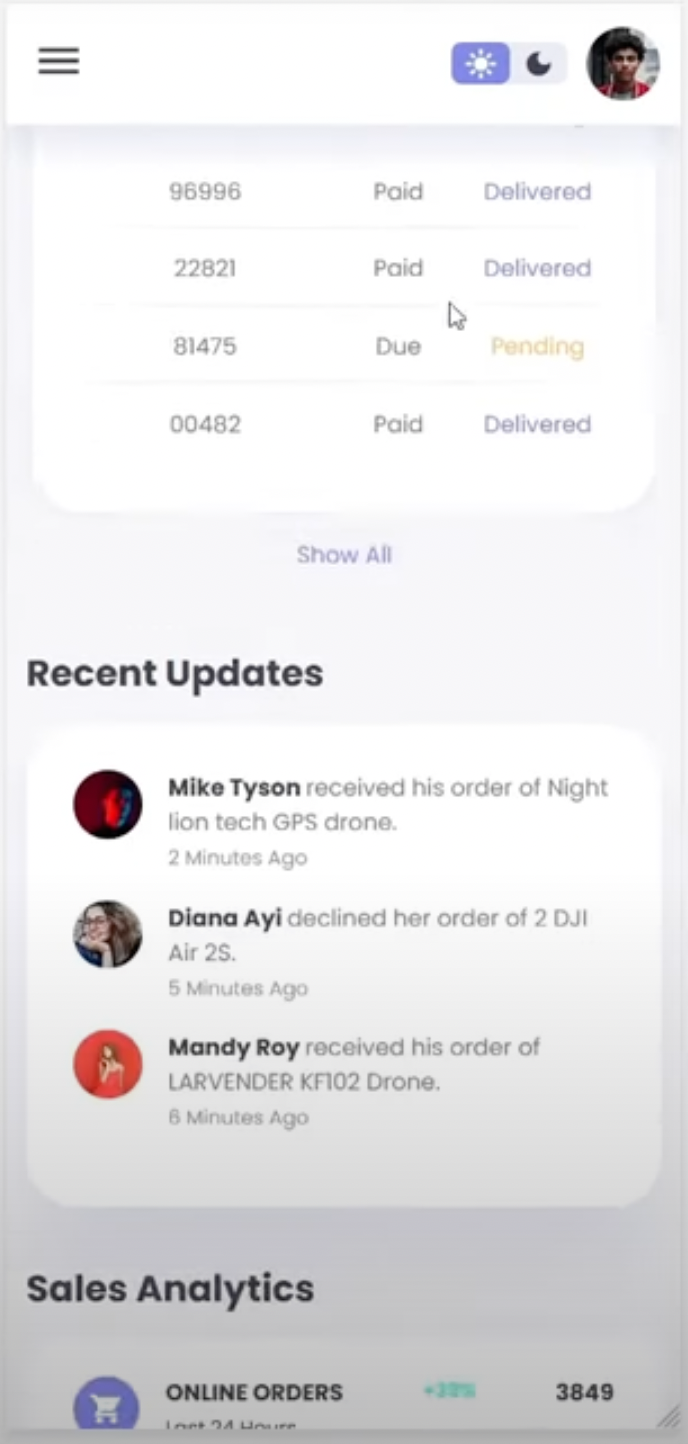 96996 Paid Delivered
22821 Paid Delivered
81475 Due Pending
00482 Paid Delivered
Show All
Recent Updates
Mike Tyson received his order of Night
lion tech GPS drone.
2 Minutes Ago
Diana Ayi declined her order of 2 DJI
Air 2S.
5 Minutes Ago
Mandy Roy received his order of
LARVENDER KF102 Drone.
6 Minutes Ago
Sales Analytics
ONLINE ORDERS 3849
Last 24 Hours